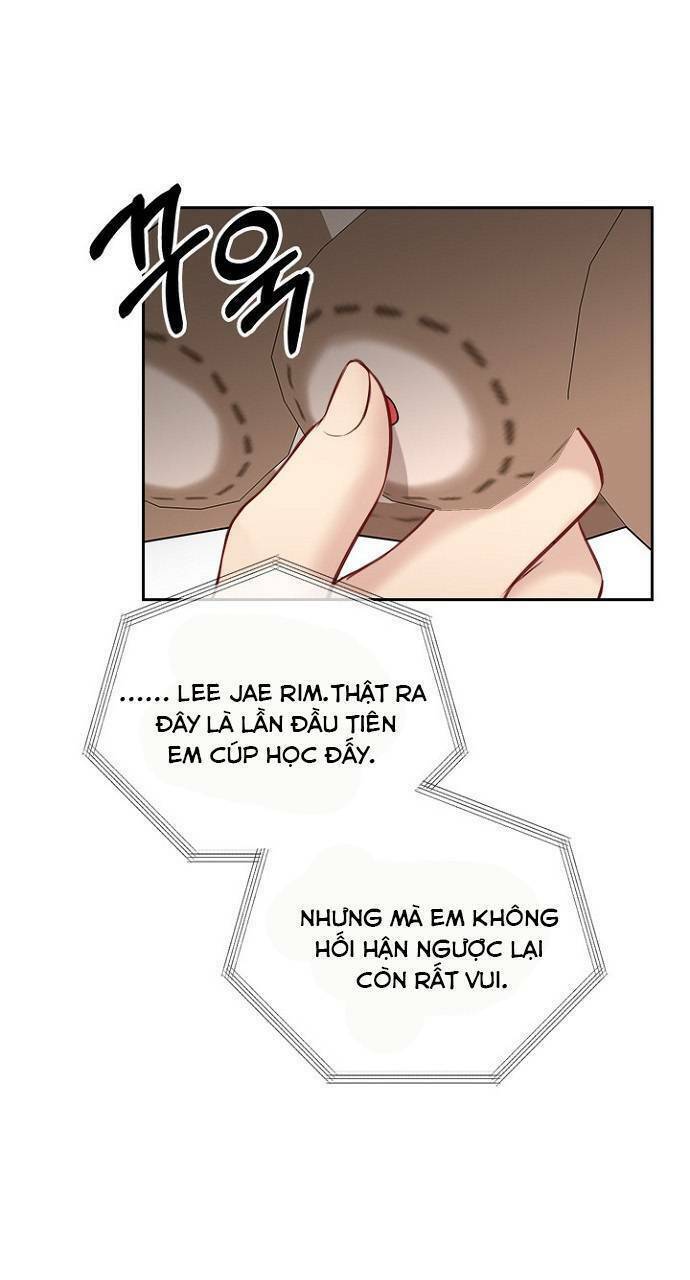 꾸욱
...... LEE JAE RIM.THẬT RA
ĐÂY LÀ LẦN ĐẦU TIÊN
EM CÚP HỌC ĐẤY.
NHƯNG MÀ EM KHÔNG
HỐI HẬN NGƯỢC LẠI
CÒN RẤT VUI.